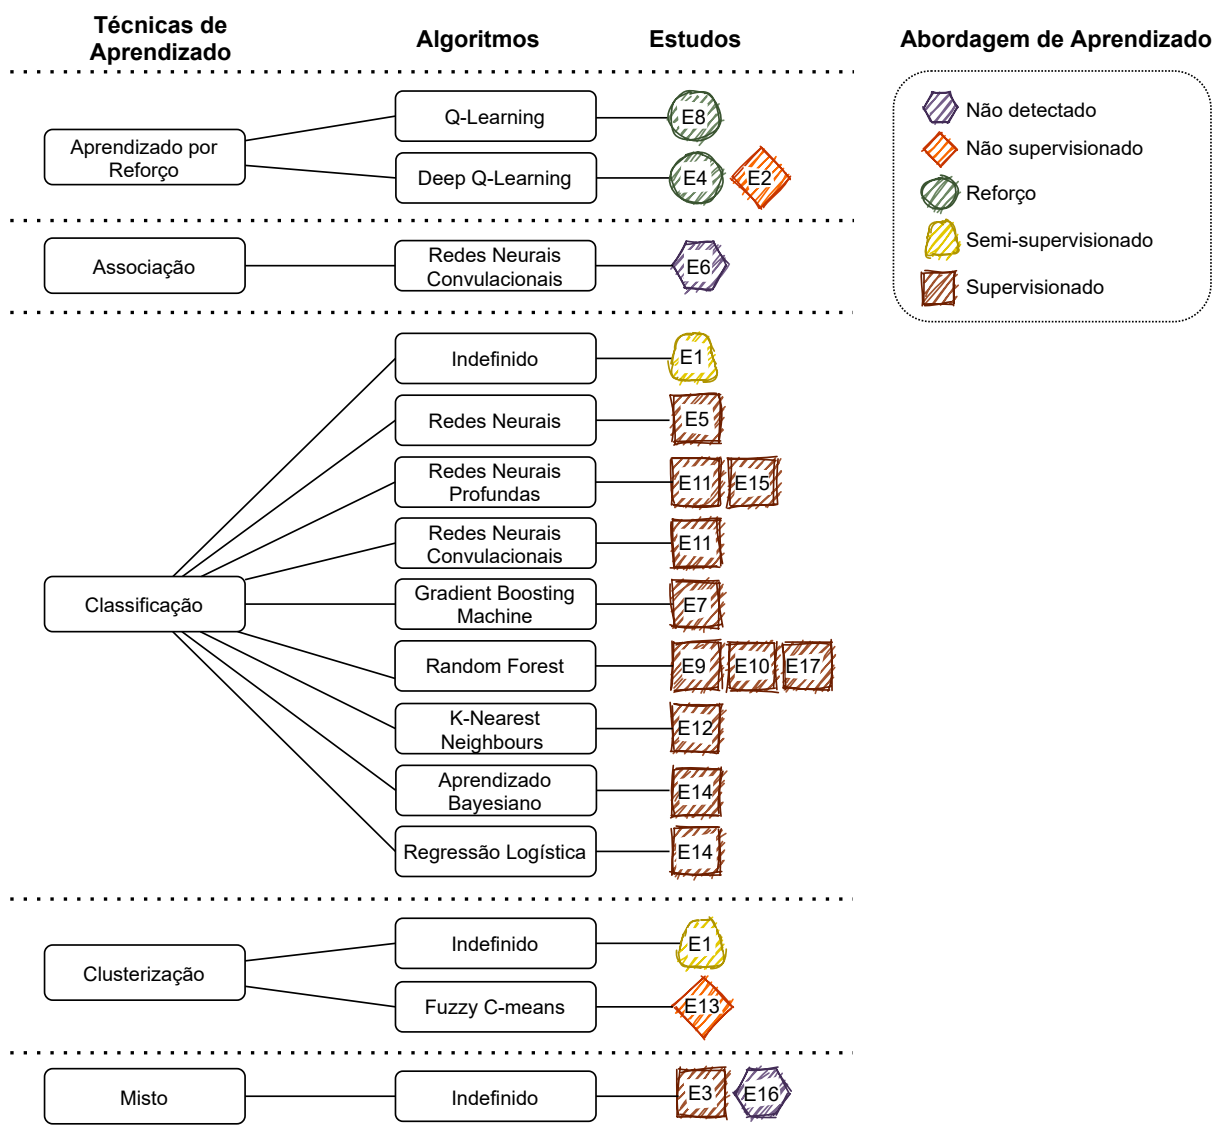 Técnicas de
Aprendizado
Algoritmos
Estudos
Abordagem de Aprendizado
Não detectado
Não supervisionado
Reforço
Semi-supervisionado
Supervisionado
Aprendizado por
Reforço
Q-Learning
E8
Deep Q-Learning
E4
E2
Associação
Redes Neurais
Convulacionais
E6
Classificação
Indefinido
E1
Redes Neurais
E5
Redes Neurais
Profundas
E11
E15
Redes Neurais
Convulacionais
E11
Gradient Boosting
Machine
E7
Random Forest
E9
E10
E17
K-Nearest
Neighbours
E12
Aprendizado
Bayesiano
E14
Regressão Logística
E14
Clusterização
Indefinido
E1
Fuzzy C-means
E13
Misto
Indefinido
E3
E16